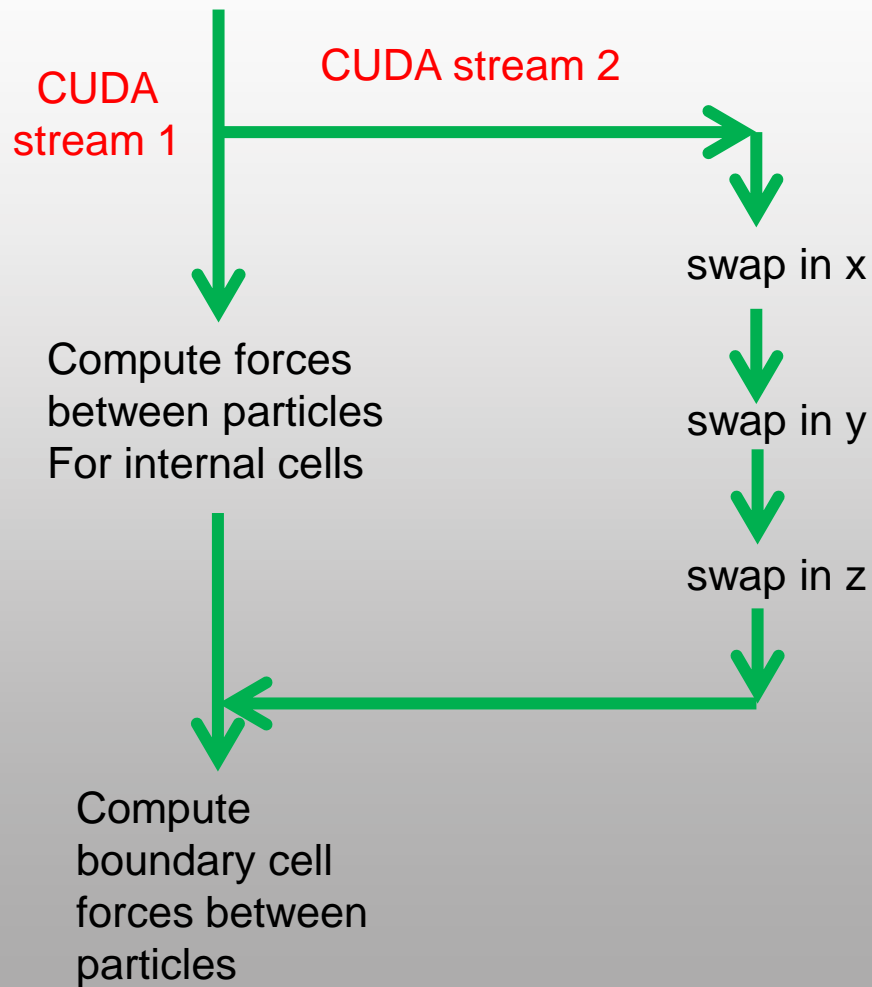 CUDA
stream 1
CUDA stream 2
swap in x
Compute forces
between particles
For internal cells
swap in y
swap in z
Compute
boundary cell
forces between
particles